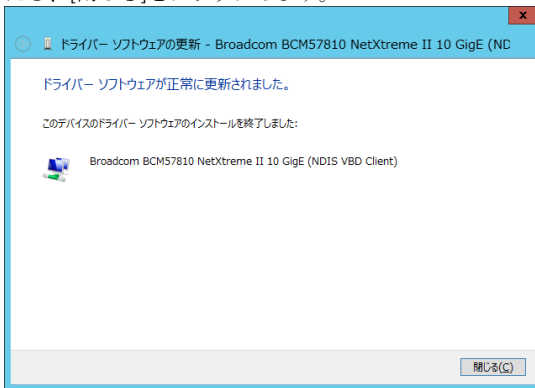 ドライバー ソフトウェアの更新 - Broadcom BCM57810 NetXtreme II 10 GigE (ND
ドライバー ソフトウェアが正常に更新されました。
このデバイスのドライバー ソフトウェアのインストールを終了しました:
Broadcom BCM57810 NetXtreme II 10 GigE (NDIS VBD Client)
閉じる(C)